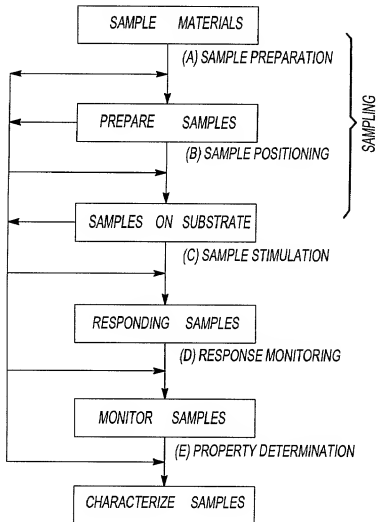 SAMPLE MATERIALS
(A) SAMPLE PREPARATION
PREPARE SAMPLES
(B) SAMPLE POSITIONING
SAMPLES ON SUBSTRATE
(C) SAMPLE STIMULATION
RESPONDING SAMPLES
(D) RESPONSE MONITORING
MONITOR SAMPLES
(E) PROPERTY DETERMINATION
CHARACTERIZE SAMPLES
SAMPLING